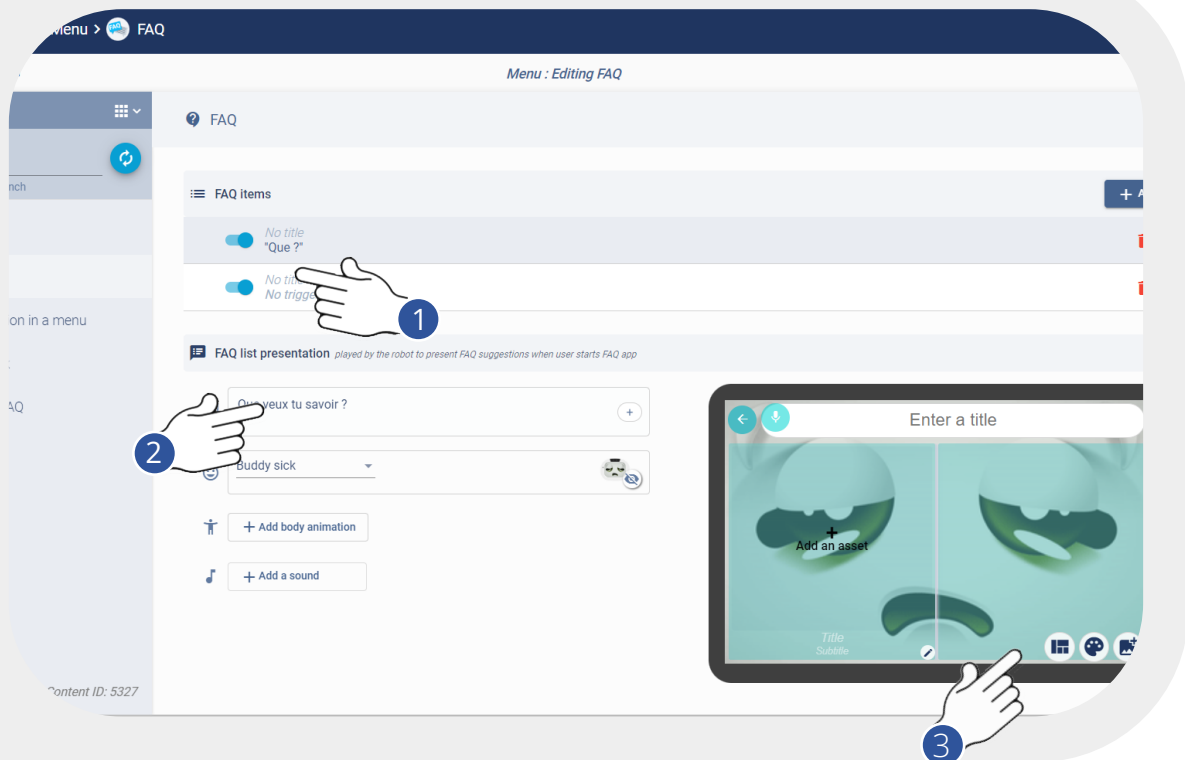 Menu > FAQ
Menu : Editing FAQ
FAQ
FAQ items
+
No title
"Que ?"
No title
No trigge
1
on in a menu
FAQ list presentation played by the robot to present FAQ suggestions when user starts FAQ app
AQ
Que veux tu savoir ?
+
2
Buddy sick
+ Add body animation
+ Add a sound
Enter a title
+
Add an asset
Title
Subtitle
Content ID: 5327
3